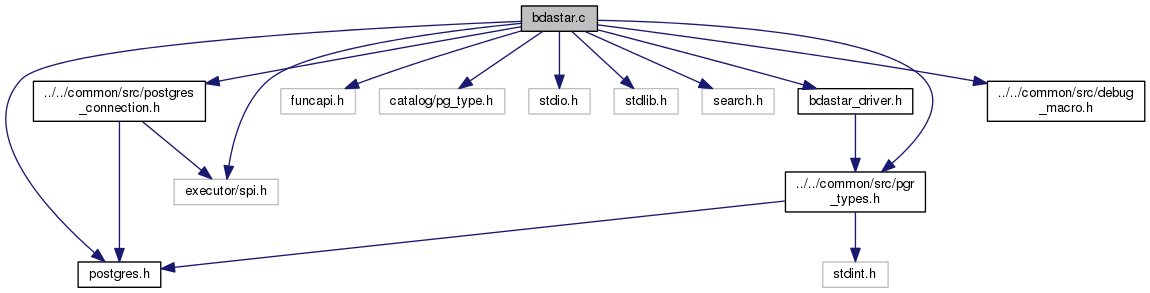 bdastar.c
../../common/src/postgres
_connection.h
funcapi.h
catalog/pg_type.h
stdio.h
stdlib.h
search.h
bdastar_driver.h
../../common/src/debug
_macro.h
executor/spi.h
../../common/src/pgr
_types.h
postgres.h
stdint.h